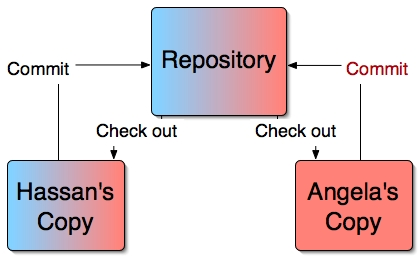 Repository
Commit
Commit
Check out
Check out
Hassan's
Copy
Angela's
Copy